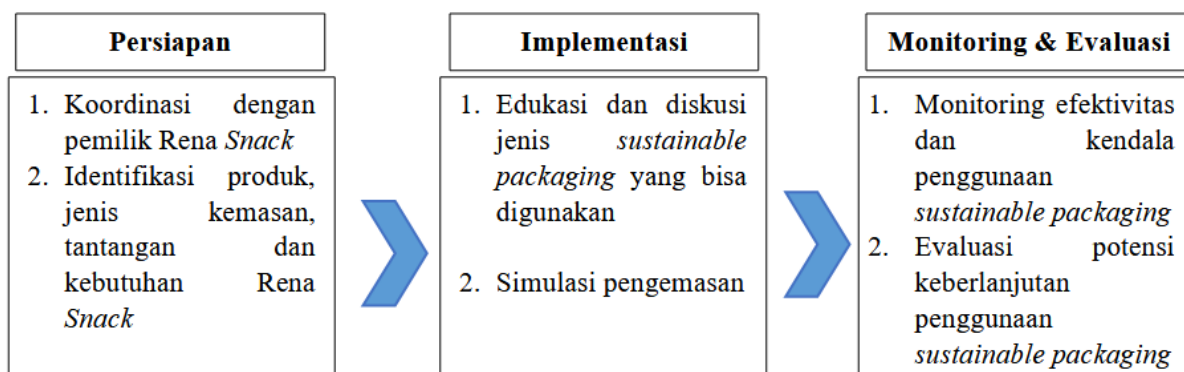 Persiapan
1. Koordinasi dengan
pemilik Rena Snack
2. Identifikasi produk,
jenis kemasan,
tantangan dan
kebutuhan Rena
Snack
Implementasi
1. Edukasi dan diskusi
jenis sustainable
packaging yang bisa
digunakan
2. Simulasi pengemasan
Monitoring & Evaluasi
1. Monitoring efektivitas
dan kendala
penggunaan
sustainable packaging
2. Evaluasi potensi
keberlanjutan
penggunaan
sustainable packaging